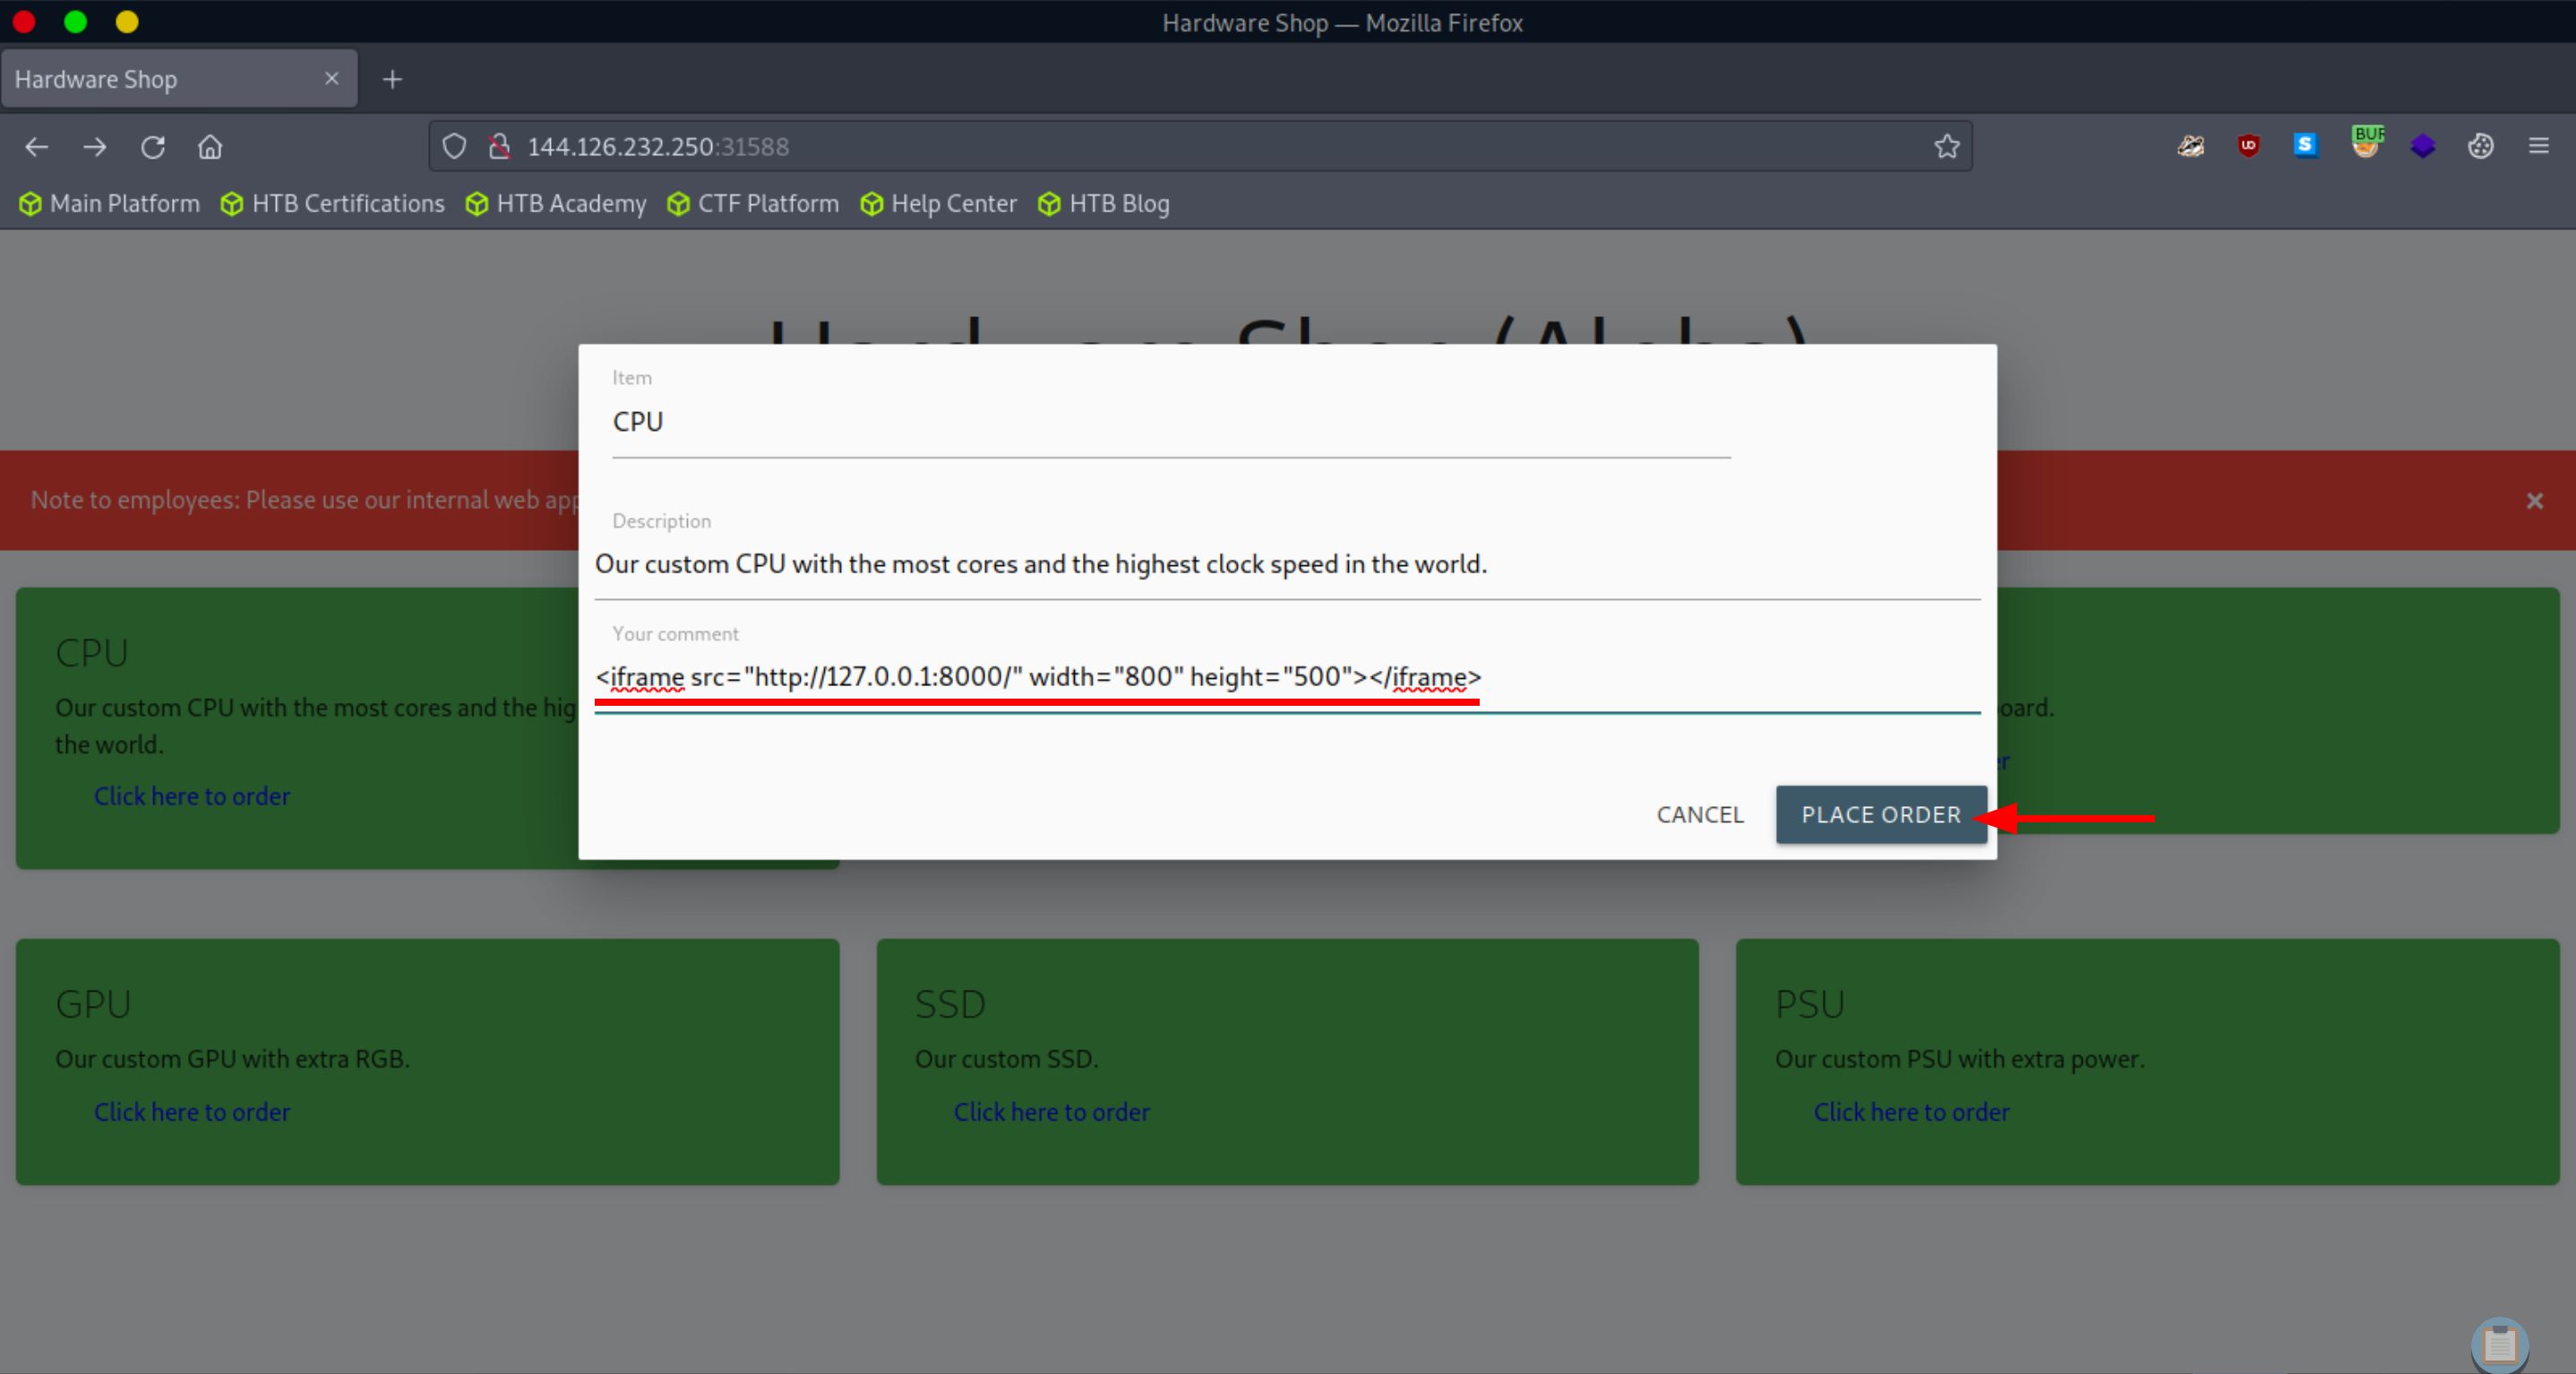 Hardware Shop — Mozilla Firefox
Hardware Shop
144.126.232.250:31588
BUR
Main Platform HTB Certifications HTB Academy CTF Platform Help Center HTB Blog
Hardware Shop (Alpha)
Item
CPU
Note to employees: Please use our internal web app
Description
Our custom CPU with the most cores and the highest clock speed in the world.
Your comment
<iframe src="http://127.0.0.1:8000/" width="800" height="500"></iframe>
CANCEL PLACE ORDER
CPU
Our custom CPU with the most cores and the hig
the world.
Click here to order
oard.
er
GPU
Our custom GPU with extra RGB.
Click here to order
SSD
Our custom SSD.
Click here to order
PSU
Our custom PSU with extra power.
Click here to order